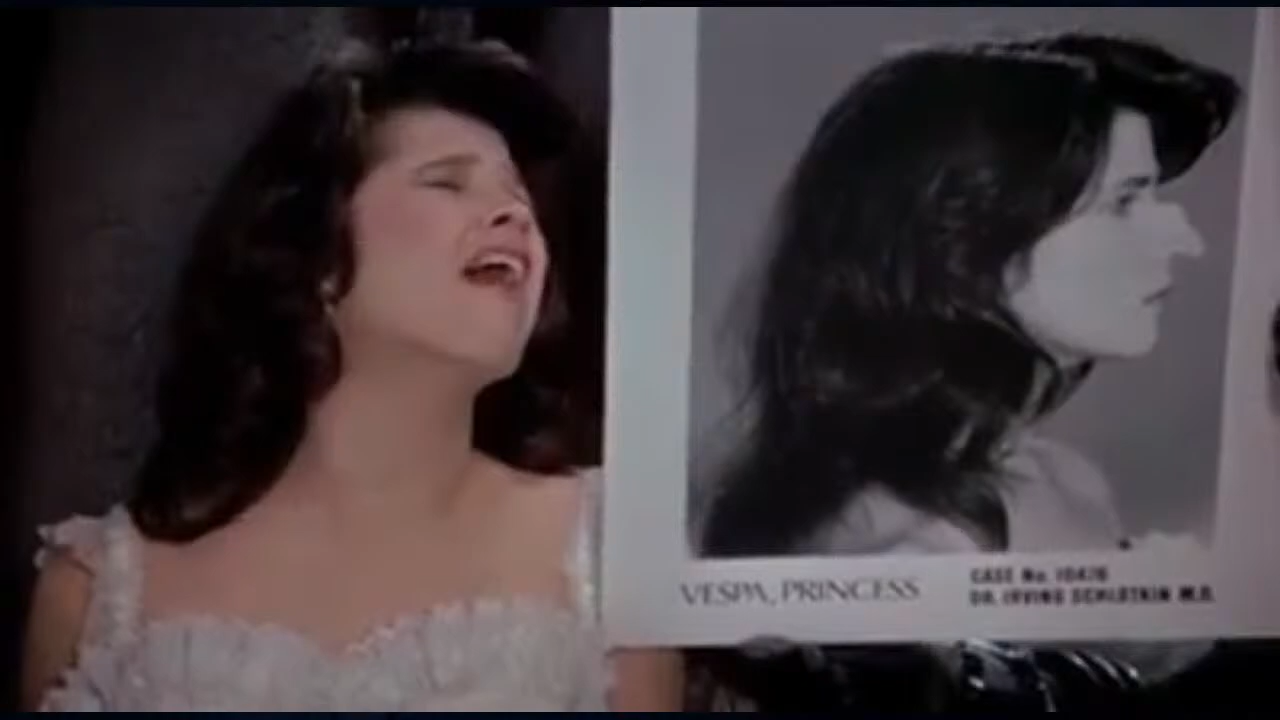 VESPA, PRINCESS
CASE No. 10416
DR. IRVING SCHLOTKIN M.D.